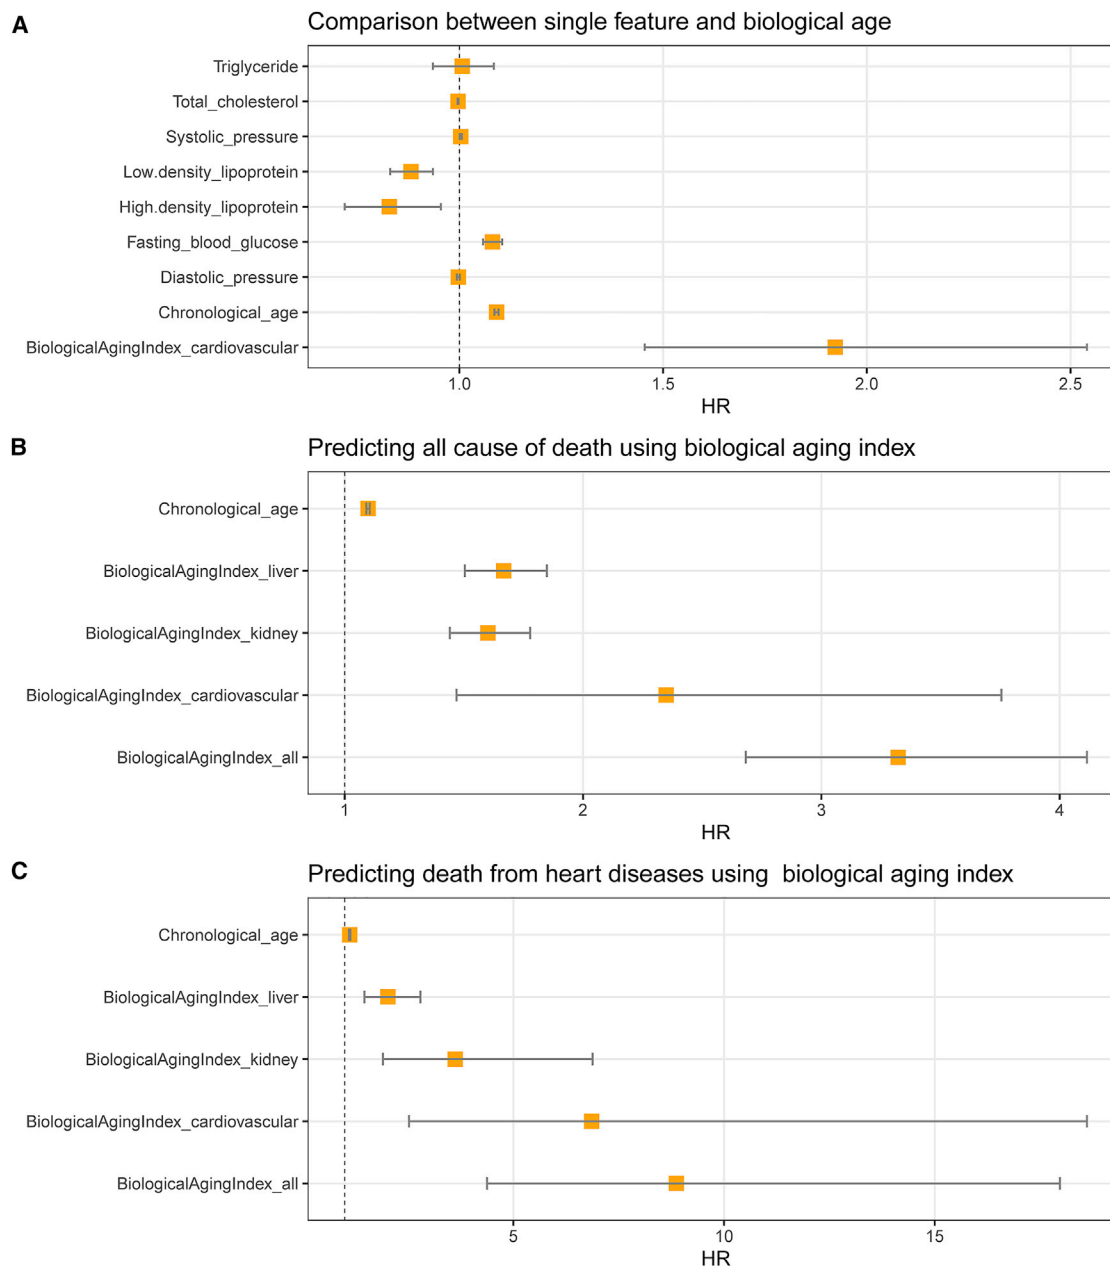 A
Comparison between single feature and biological age
Triglyceride
Total_cholesterol
Systolic_pressure
Low.density_lipoprotein
High.density_lipoprotein
Fasting_blood_glucose
Diastolic_pressure
Chronological_age
BiologicalAgingIndex_cardiovascular
1.0 1.5 2.0 2.5
HR
B
Predicting all cause of death using biological aging index
Chronological_age
BiologicalAgingIndex_liver
BiologicalAgingIndex_kidney
BiologicalAgingIndex_cardiovascular
BiologicalAgingIndex_all
1 2 3 4
HR
C
Predicting death from heart diseases using  biological aging index
Chronological_age
BiologicalAgingIndex_liver
BiologicalAgingIndex_kidney
BiologicalAgingIndex_cardiovascular
BiologicalAgingIndex_all
5 10 15
HR